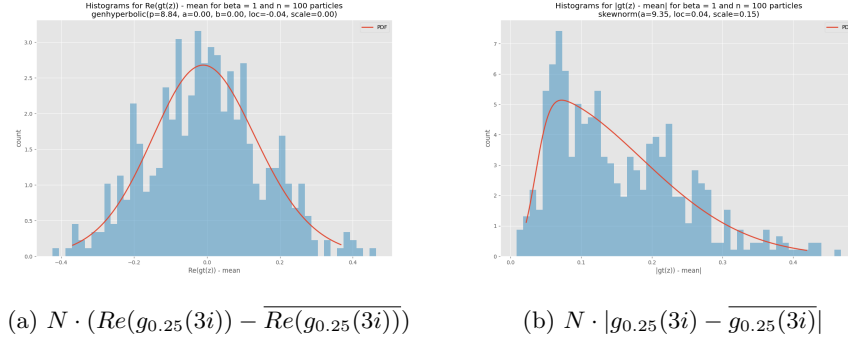 Histograms for Re(gt(z)) - mean for beta = 1 and n = 100 particles
genhyperbolic(p=8.84, a=0.00, b=0.00, loc=-0.04, scale=0.00)
PDF
count
3.0
2.5
2.0
1.5
1.0
0.5
0.0
−0.4 −0.2 0.0 0.2 0.4
Re(gt(z)) - mean
(a) N · (Re(g₀.₂₅(3i)) − \overline{Re(g₀.₂₅(3i))})
Histograms for |gt(z) - mean| for beta = 1 and n = 100 particles
skewnorm(a=9.35, loc=0.04, scale=0.15)
PDF
count
7
6
5
4
3
2
1
0
0.0 0.1 0.2 0.3 0.4
|gt(z) - mean|
(b) N · |g₀.₂₅(3i) − \overline{g₀.₂₅(3i)}|